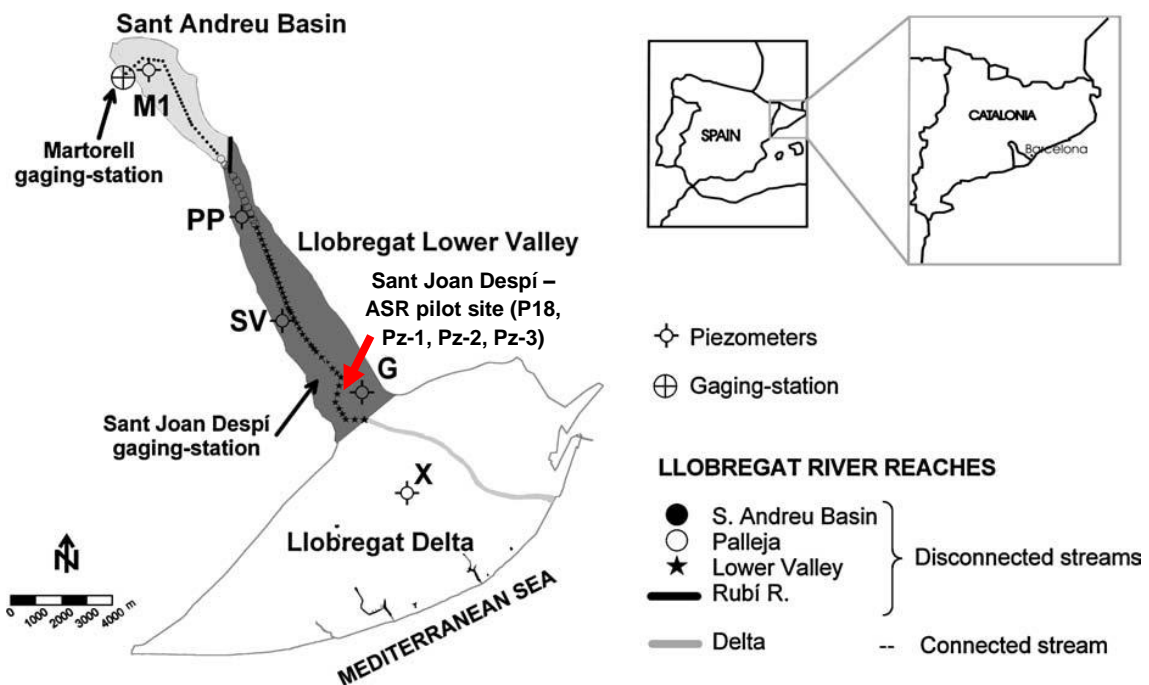 Sant Andreu Basin
M1
Martorell
gaging-station
PP
Llobregat Lower Valley
Sant Joan Despí –
ASR pilot site (P18,
Pz-1, Pz-2, Pz-3)
SV
G
Sant Joan Despí
gaging-station
X
Llobregat Delta
MEDITERRANEAN SEA
N
0 1000 2000 3000 4000 m
SPAIN
CATALONIA
Barcelona
Piezometers
Gaging-station
LLOBREGAT RIVER REACHES
S. Andreu Basin
Palleja
Lower Valley
Rubí R.
Disconnected streams
Delta
-- Connected stream